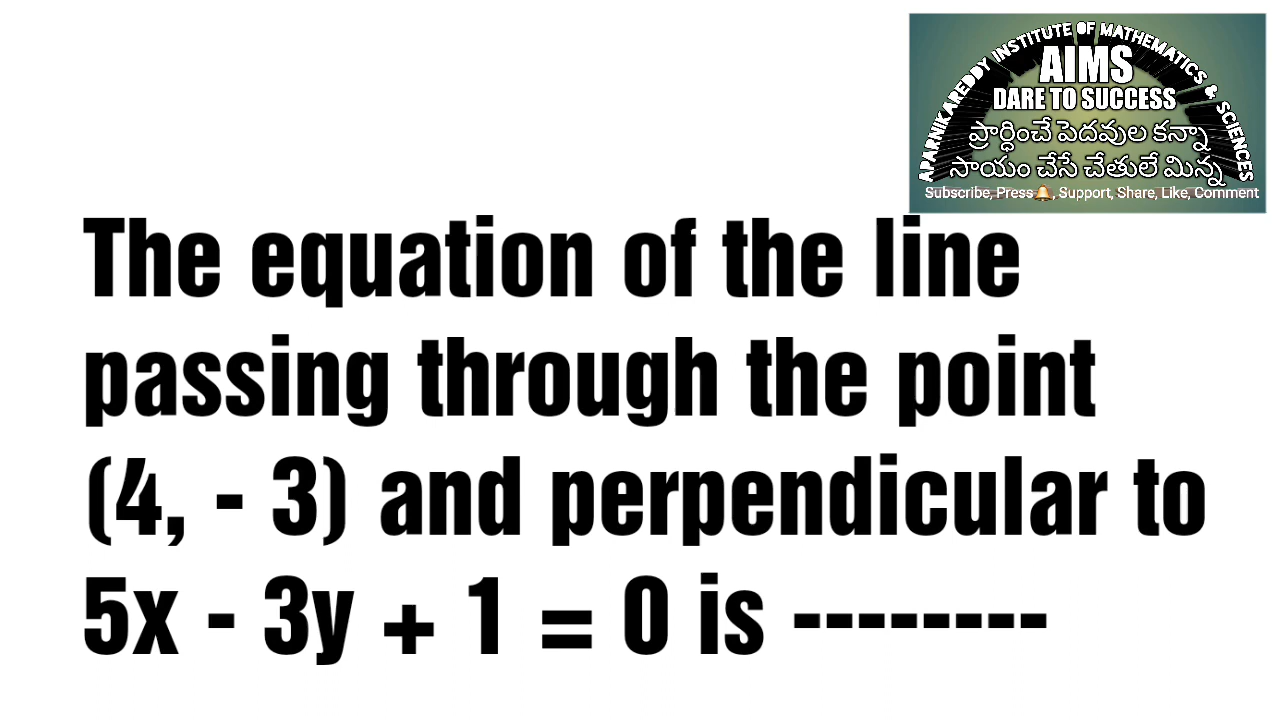 APARNIKAREDDY INSTITUTE OF MATHEMATICS & SCIENCES
AIMS
DARE TO SUCCESS
ప్రార్ధించే పెదవుల కన్నా
సాయం చేసే చేతులే మిన్న
Subscribe, Press🔔, Support, Share, Like, Comment
The equation of the line
passing through the point
(4, - 3) and perpendicular to
5x - 3y + 1 = 0 is --------